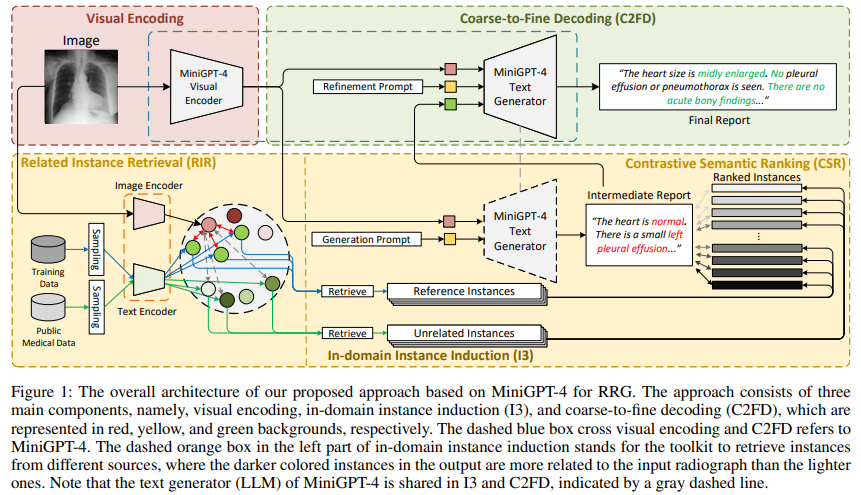 Visual Encoding
Coarse-to-Fine Decoding (C2FD)
Image
MiniGPT-4
Visual
Encoder
Refinement Prompt
MiniGPT-4
Text
Generator
“The heart size is midly enlarged. No pleural
effusion or pneumothorax is seen. There are no
acute bony findings...”
Final Report
Related Instance Retrieval (RIR)
Contrastive Semantic Ranking (CSR)
Image Encoder
Training
Data
Sampling
Public
Medical Data
Sampling
Text Encoder
Generation Prompt
MiniGPT-4
Text
Generator
Intermediate Report
“The heart is normal.
There is a small left
pleural effusion...”
Ranked Instances
...
Retrieve
Reference Instances
Retrieve
Unrelated Instances
In-domain Instance Induction (I3)
Figure 1: The overall architecture of our proposed approach based on MiniGPT-4 for RRG. The approach consists of three
main components, namely, visual encoding, in-domain instance induction (I3), and coarse-to-fine decoding (C2FD), which are
represented in red, yellow, and green backgrounds, respectively. The dashed blue box cross visual encoding and C2FD refers to
MiniGPT-4. The dashed orange box in the left part of in-domain instance induction stands for the toolkit to retrieve instances
from different sources, where the darker colored instances in the output are more related to the input radiograph than the lighter
ones. Note that the text generator (LLM) of MiniGPT-4 is shared in I3 and C2FD, indicated by a gray dashed line.